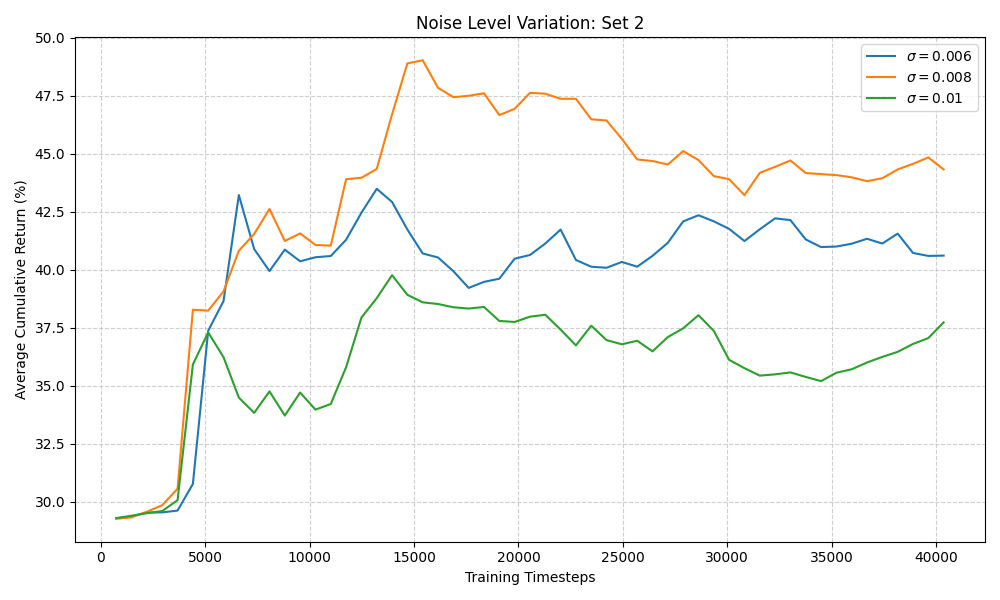 Noise Level Variation: Set 2
Average Cumulative Return (%)
50.0
47.5
45.0
42.5
40.0
37.5
35.0
32.5
30.0
σ = 0.006
σ = 0.008
σ = 0.01
0 5000 10000 15000 20000 25000 30000 35000 40000
Training Timesteps